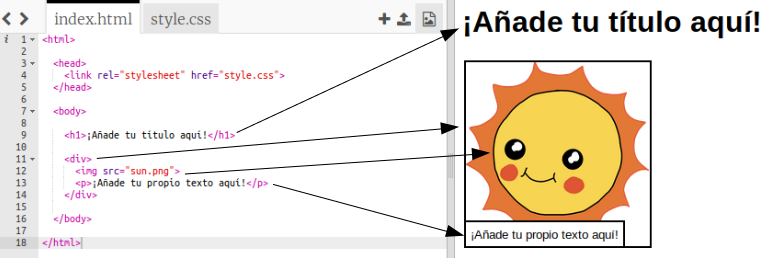 index.html style.css
1 <html>
2
3 <head>
4 <link rel="stylesheet" href="style.css">
5 </head>
6
7 <body>
8
9 <h1>¡Añade tu título aquí!</h1>
10
11 <div>
12 <img src="sun.png">
13 <p>¡Añade tu propio texto aquí!</p>
14 </div>
15
16 </body>
17
18 </html>
¡Añade tu título aquí!
¡Añade tu propio texto aquí!